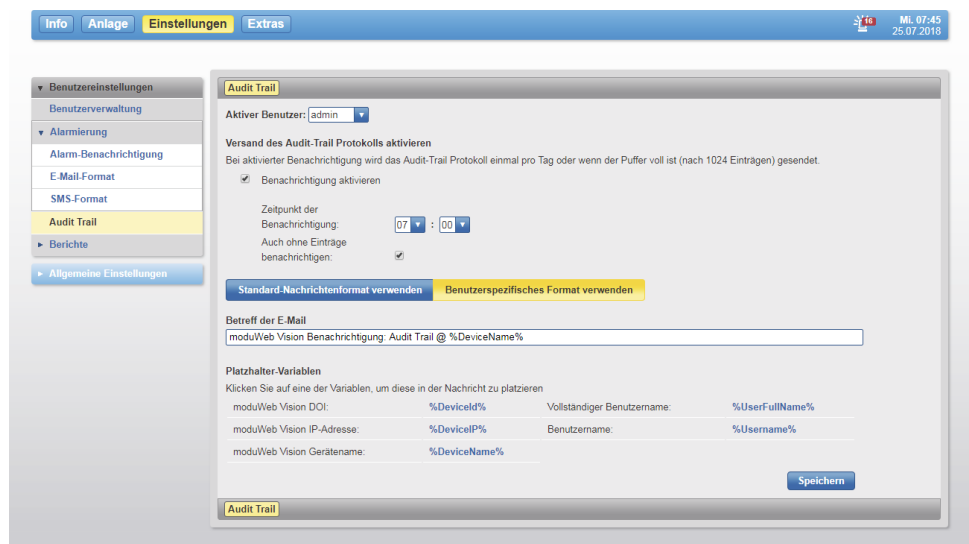 Info Anlage Einstellungen Extras 16 Mi. 07:45
25.07.2018
Benutzereinstellungen
Benutzerverwaltung
Alarmierung
Alarm-Benachrichtigung
E-Mail-Format
SMS-Format
Audit Trail
Berichte
Allgemeine Einstellungen
Audit Trail
Aktiver Benutzer: admin
Versand des Audit-Trail Protokolls aktivieren
Bei aktivierter Benachrichtigung wird das Audit-Trail Protokoll einmal pro Tag oder wenn der Puffer voll ist (nach 1024 Einträgen) gesendet.
Benachrichtigung aktivieren
Zeitpunkt der
Benachrichtigung: 07 : 00
Auch ohne Einträge
benachrichtigen:
Standard-Nachrichtenformat verwenden Benutzerspezifisches Format verwenden
Betreff der E-Mail
moduWeb Vision Benachrichtigung: Audit Trail @ %DeviceName%
Platzhalter-Variablen
Klicken Sie auf eine der Variablen, um diese in der Nachricht zu platzieren
moduWeb Vision DOI: %DeviceId% Vollständiger Benutzername: %UserFullName%
moduWeb Vision IP-Adresse: %DeviceIP% Benutzername: %Username%
moduWeb Vision Gerätename: %DeviceName%
Speichern
Audit Trail